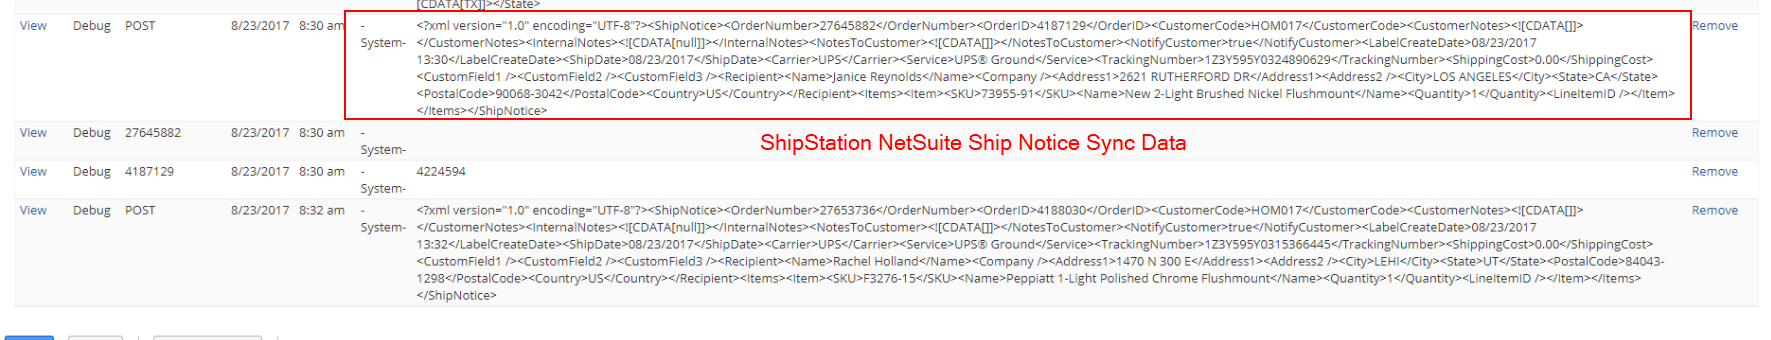 [CDATA[TX]]></State>
View Debug POST 8/23/2017 8:30 am - <?xml version="1.0" encoding="UTF-8"?><ShipNotice><OrderNumber>27645882</OrderNumber><OrderID>4187129</OrderID><CustomerCode>HOM017</CustomerCode><CustomerNotes><![CDATA[]]> Remove
System- </CustomerNotes><InternalNotes><![CDATA[null]]></InternalNotes><NotesToCustomer><![CDATA[]]></NotesToCustomer><NotifyCustomer>true</NotifyCustomer><LabelCreateDate>08/23/2017
13:30</LabelCreateDate><ShipDate>08/23/2017</ShipDate><Carrier>UPS</Carrier><Service>UPS® Ground</Service><TrackingNumber>1Z3Y595Y0324890629</TrackingNumber><ShippingCost>0.00</ShippingCost>
<CustomField1 /><CustomField2 /><CustomField3 /><Recipient><Name>Janice Reynolds</Name><Company /><Address1>2621 RUTHERFORD DR</Address1><Address2 /><City>LOS ANGELES</City><State>CA</State>
<PostalCode>90068-3042</PostalCode><Country>US</Country></Recipient><Items><Item><SKU>73955-91</SKU><Name>New 2-Light Brushed Nickel Flushmount</Name><Quantity>1</Quantity><LineItemID /></Item>
</Items></ShipNotice>
View Debug 27645882 8/23/2017 8:30 am - Remove
System-
ShipStation NetSuite Ship Notice Sync Data
View Debug 4187129 8/23/2017 8:30 am - 4224594 Remove
System-
View Debug POST 8/23/2017 8:32 am - <?xml version="1.0" encoding="UTF-8"?><ShipNotice><OrderNumber>27653736</OrderNumber><OrderID>4188030</OrderID><CustomerCode>HOM017</CustomerCode><CustomerNotes><![CDATA[]]> Remove
System- </CustomerNotes><InternalNotes><![CDATA[null]]></InternalNotes><NotesToCustomer><![CDATA[]]></NotesToCustomer><NotifyCustomer>true</NotifyCustomer><LabelCreateDate>08/23/2017
13:32</LabelCreateDate><ShipDate>08/23/2017</ShipDate><Carrier>UPS</Carrier><Service>UPS® Ground</Service><TrackingNumber>1Z3Y595Y0315366445</TrackingNumber><ShippingCost>0.00</ShippingCost>
<CustomField1 /><CustomField2 /><CustomField3 /><Recipient><Name>Rachel Holland</Name><Company /><Address1>1470 N 300 E</Address1><Address2 /><City>LEHI</City><State>UT</State><PostalCode>84043-
1298</PostalCode><Country>US</Country></Recipient><Items><Item><SKU>F3276-15</SKU><Name>Peppiatt 1-Light Polished Chrome Flushmount</Name><Quantity>1</Quantity><LineItemID /></Item></Items>
</ShipNotice>